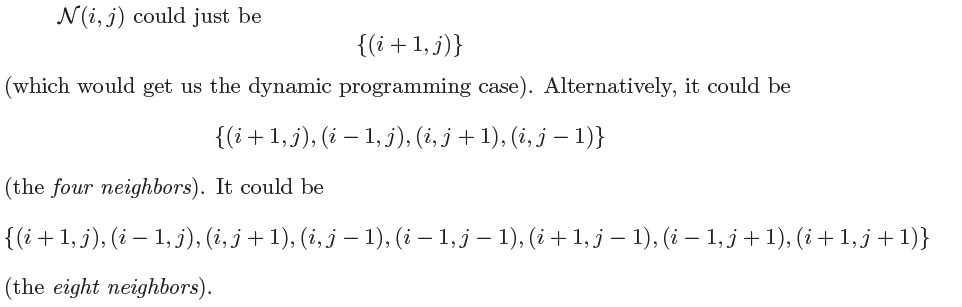 𝒩(i, j) could just be
{(i + 1, j)}
(which would get us the dynamic programming case). Alternatively, it could be
{(i + 1, j), (i − 1, j), (i, j + 1), (i, j − 1)}
(the four neighbors). It could be
{(i + 1, j), (i − 1, j), (i, j + 1), (i, j − 1), (i − 1, j − 1), (i + 1, j − 1), (i − 1, j + 1), (i + 1, j + 1)}
(the eight neighbors).